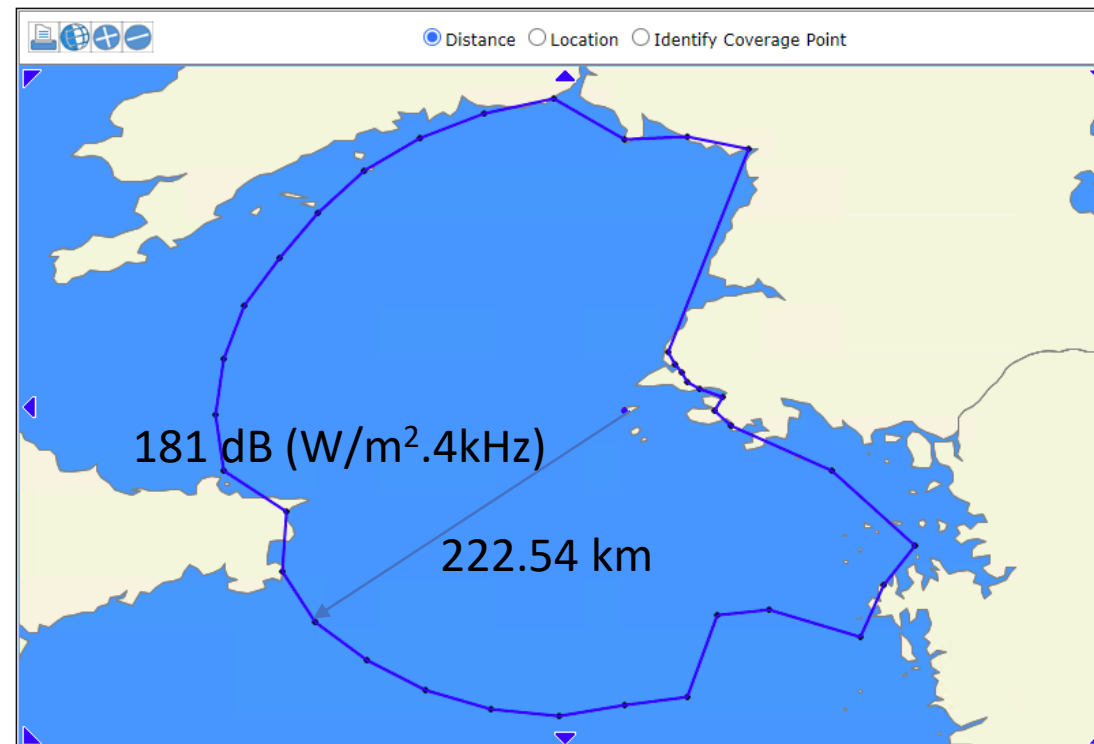 Distance Location Identify Coverage Point
181 dB (W/m².4kHz)
222.54 km